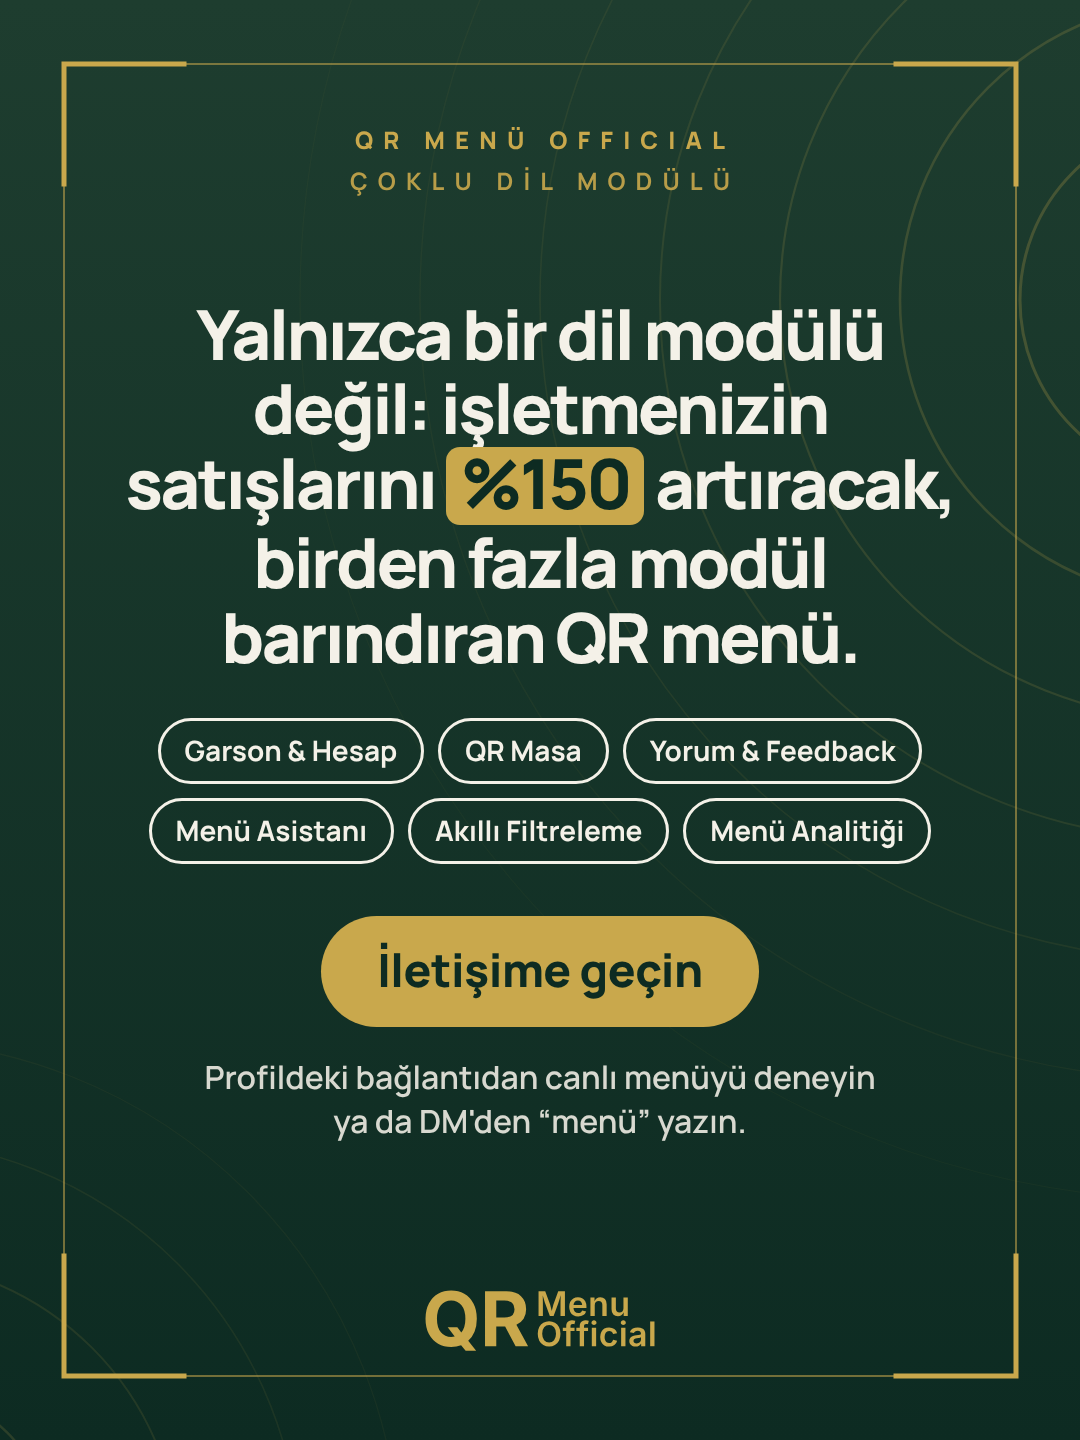 QR MENÜ OFFICIAL
ÇOKLU DİL MODÜLÜ
Yalnızca bir dil modülü
değil: işletmenizin
satışlarını %150 artıracak,
birden fazla modül
barındıran QR menü.
Garson & Hesap
QR Masa
Yorum & Feedback
Menü Asistanı
Akıllı Filtreleme
Menü Analitiği
İletişime geçin
Profildeki bağlantıdan canlı menüyü deneyin
ya da DM'den “menü” yazın.
QR Menu
Official